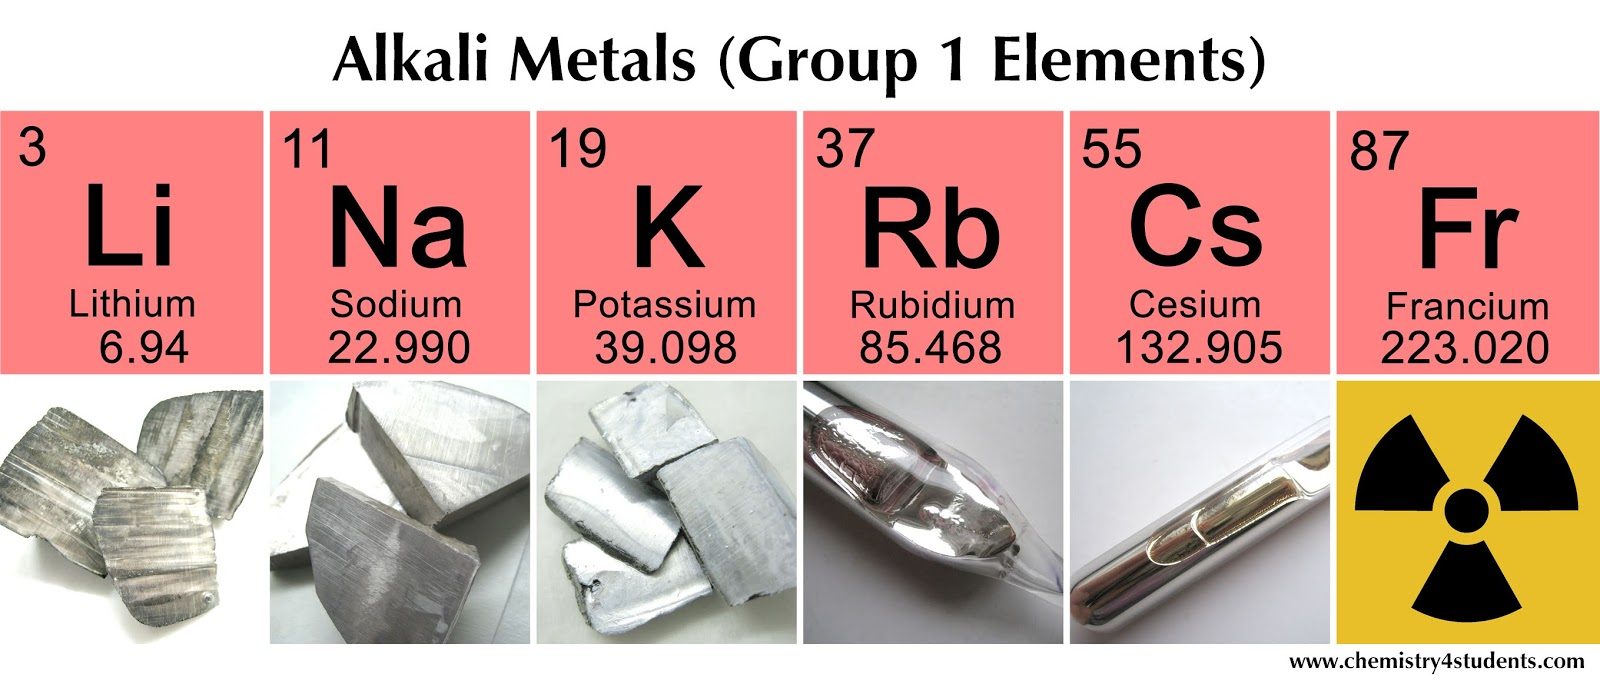 Alkali Metals (Group 1 Elements)
3
Li
Lithium
6.94
11
Na
Sodium
22.990
19
K
Potassium
39.098
37
Rb
Rubidium
85.468
55
Cs
Cesium
132.905
87
Fr
Francium
223.020
www.chemistry4students.com